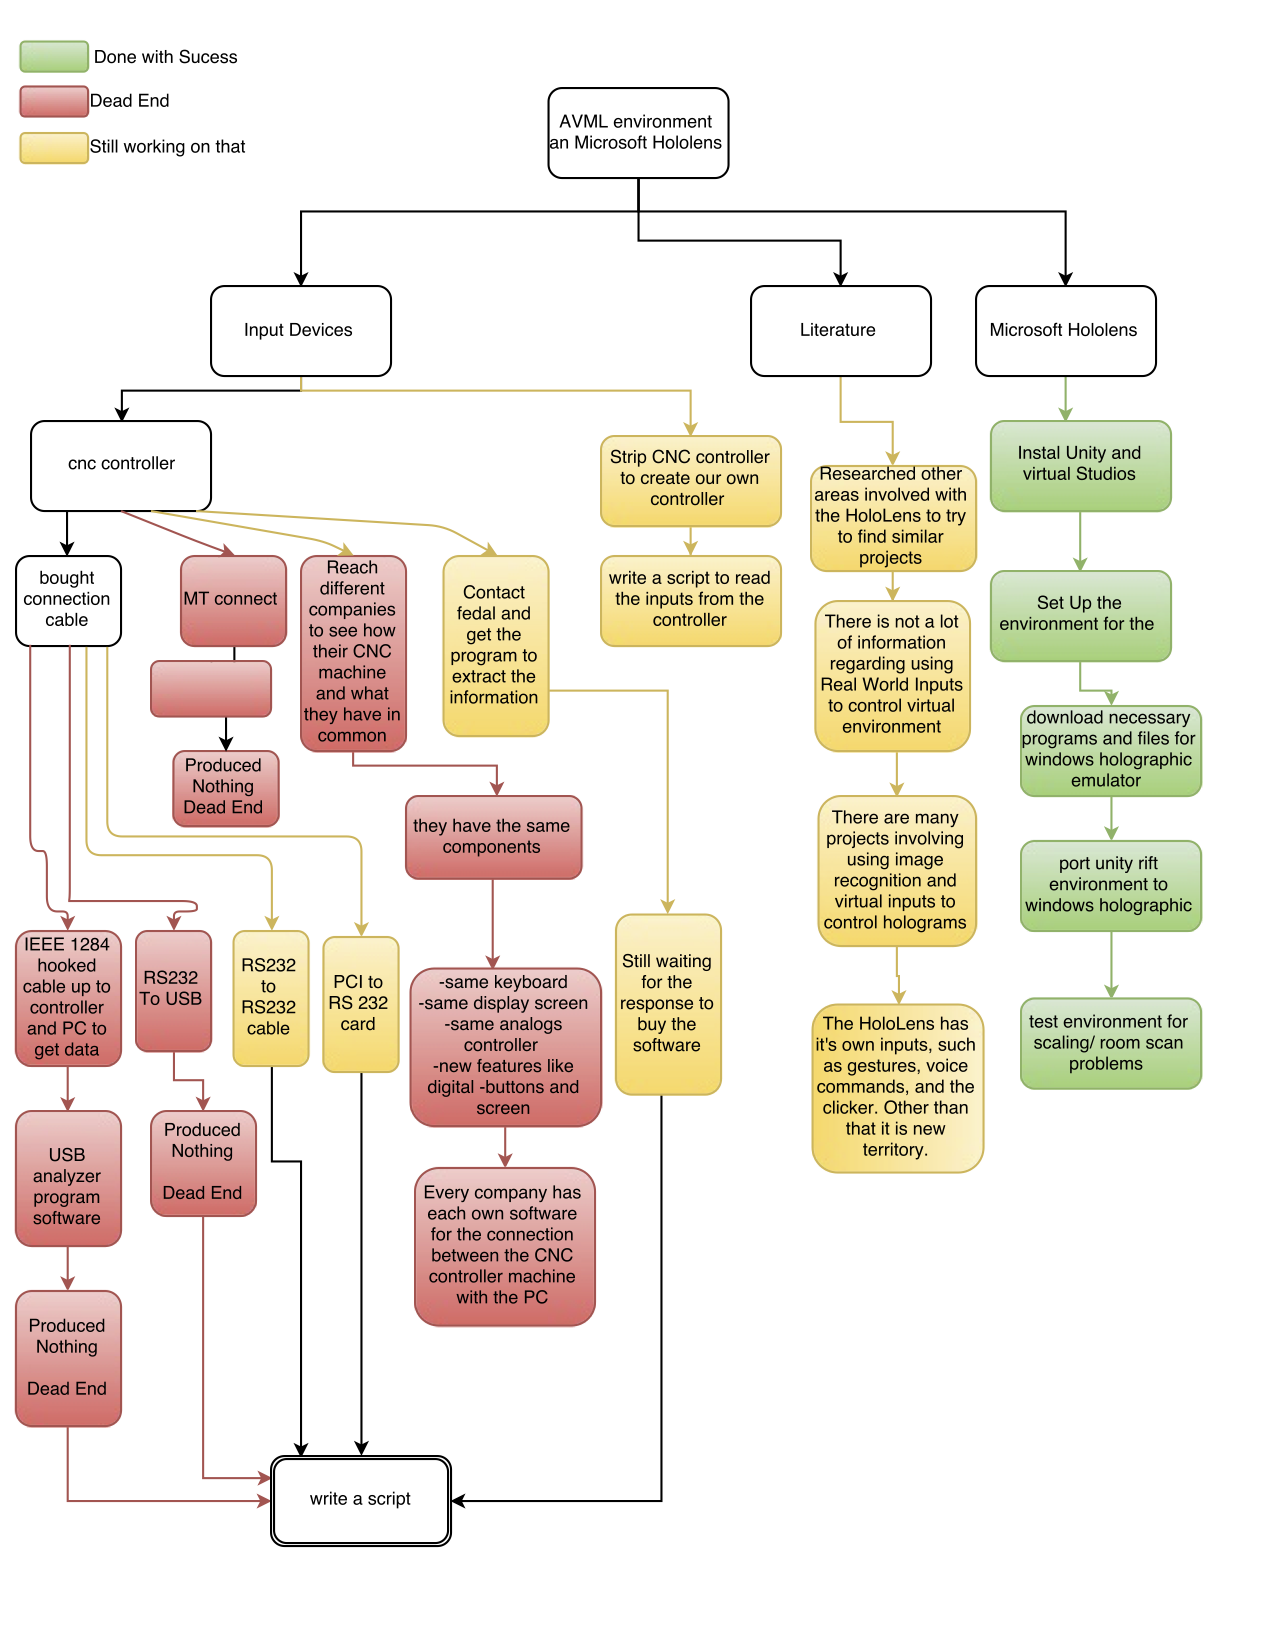 Done with Sucess
Dead End
Still working on that
AVML environment
an Microsoft Hololens
Input Devices
Literature
Microsoft Hololens
cnc controller
Strip CNC controller
to create our own
controller
Researched other
areas involved with
the HoloLens to try
to find similar
projects
Instal Unity and
virtual Studios
bought
connection
cable
MT connect
Reach
different
companies
to see how
their CNC
machine
and what
they have in
common
Contact
fedal and
get the
program to
extract the
information
write a script to read
the inputs from the
controller
There is not a lot
of information
regarding using
Real World Inputs
to control virtual
environment
Set Up the
environment for the
Produced
Nothing
Dead End
download necessary
programs and files for
windows holographic
emulator
they have the same
components
There are many
projects involving
using image
recognition and
virtual inputs to
control holograms
port unity rift
environment to
windows holographic
IEEE 1284
hooked
cable up to
controller
and PC to
get data
RS232
To USB
RS232
to
RS232
cable
PCI to
RS 232
card
-same keyboard
-same display screen
-same analogs
controller
-new features like
digital -buttons and
screen
Still waiting
for the
response to
buy the
software
The HoloLens has
it's own inputs, such
as gestures, voice
commands, and the
clicker. Other than
that it is new
territory.
test environment for
scaling/ room scan
problems
USB
analyzer
program
software
Produced
Nothing
Dead End
Every company has
each own software
for the connection
between the CNC
controller machine
with the PC
Produced
Nothing
Dead End
write a script